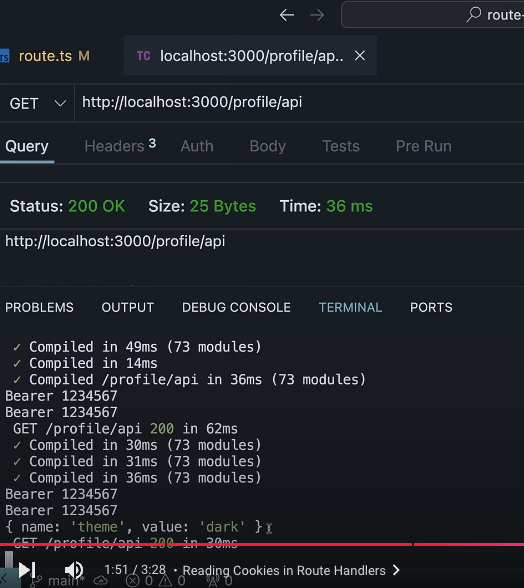 route-
TS route.ts M
TC localhost:3000/profile/ap..
GET http://localhost:3000/profile/api
Query Headers 3 Auth Body Tests Pre Run
Status: 200 OK Size: 25 Bytes Time: 36 ms
http://localhost:3000/profile/api
PROBLEMS OUTPUT DEBUG CONSOLE TERMINAL PORTS
✓ Compiled in 49ms (73 modules)
✓ Compiled in 14ms
✓ Compiled /profile/api in 36ms (73 modules)
Bearer 1234567
Bearer 1234567
GET /profile/api 200 in 62ms
✓ Compiled in 30ms (73 modules)
✓ Compiled in 31ms (73 modules)
✓ Compiled in 36ms (73 modules)
Bearer 1234567
Bearer 1234567
{ name: 'theme', value: 'dark' }
GET /profile/api 200 in 30ms
1:51 / 3:28 • Reading Cookies in Route Handlers
main* 0 0 0